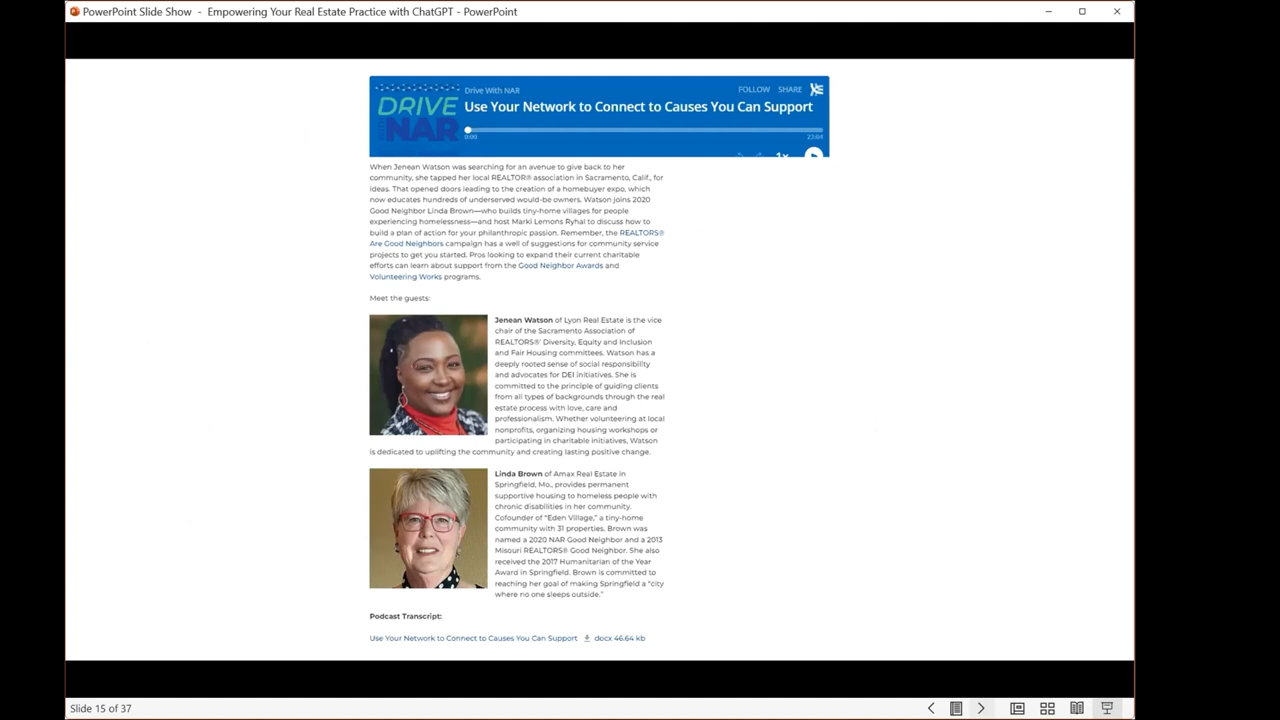 PowerPoint Slide Show - Empowering Your Real Estate Practice with ChatGPT - PowerPoint
DRIVE
NAR
Drive With NAR
FOLLOW SHARE
Use Your Network to Connect to Causes You Can Support
0:00 23:04
1x
When Jenean Watson was searching for an avenue to give back to her
community, she tapped her local REALTOR® association in Sacramento, Calif., for
ideas. That opened doors leading to the creation of a homebuyer expo, which
now educates hundreds of underserved would-be owners. Watson joins 2020
Good Neighbor Linda Brown—who builds tiny-home villages for people
experiencing homelessness—and host Marki Lemons Ryhal to discuss how to
build a plan of action for your philanthropic passion. Remember, the REALTORS®
Are Good Neighbors campaign has a well of suggestions for community service
projects to get you started. Pros looking to expand their current charitable
efforts can learn about support from the Good Neighbor Awards and
Volunteering Works programs.
Meet the guests:
Jenean Watson of Lyon Real Estate is the vice
chair of the Sacramento Association of
REALTORS®' Diversity, Equity and Inclusion
and Fair Housing committees. Watson has a
deeply rooted sense of social responsibility
and advocates for DEI initiatives. She is
committed to the principle of guiding clients
from all types of backgrounds through the real
estate process with love, care and
professionalism. Whether volunteering at local
nonprofits, organizing housing workshops or
participating in charitable initiatives, Watson
is dedicated to uplifting the community and creating lasting positive change.
Linda Brown of Amax Real Estate in
Springfield, Mo., provides permanent
supportive housing to homeless people with
chronic disabilities in her community.
Cofounder of “Eden Village,” a tiny-home
community with 31 properties, Brown was
named a 2020 NAR Good Neighbor and a 2013
Misouri REALTORS® Good Neighbor. She also
received the 2017 Humanitarian of the Year
Award in Springfield. Brown is committed to
reaching her goal of making Springfield a “city
where no one sleeps outside.”
Podcast Transcript:
Use Your Network to Connect to Causes You Can Support docx 46.64 kb
Slide 15 of 37